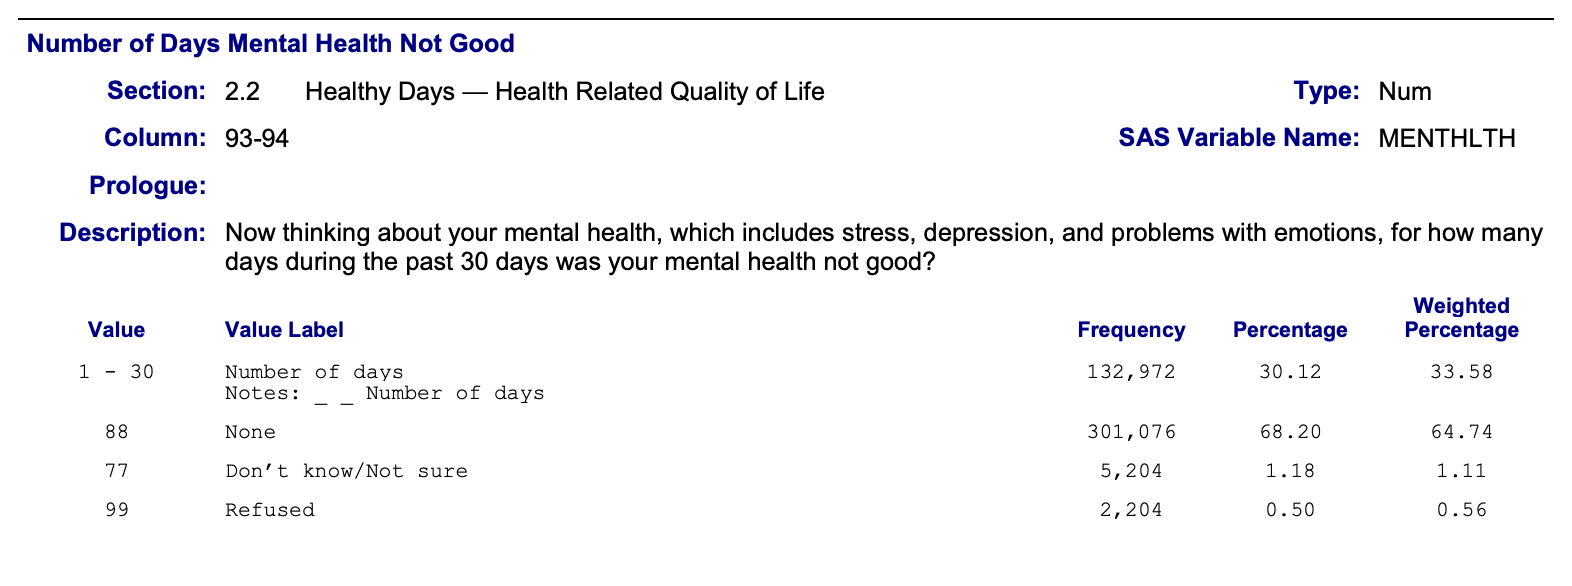 Number of Days Mental Health Not Good
Section: 2.2 Healthy Days — Health Related Quality of Life Type: Num
Column: 93-94 SAS Variable Name: MENTHLTH
Prologue:
Description: Now thinking about your mental health, which includes stress, depression, and problems with emotions, for how many
days during the past 30 days was your mental health not good?
Value Value Label Frequency Percentage Weighted Percentage
1 - 30 Number of days 132,972 30.12 33.58
Notes: _ _ Number of days
88 None 301,076 68.20 64.74
77 Don’t know/Not sure 5,204 1.18 1.11
99 Refused 2,204 0.50 0.56